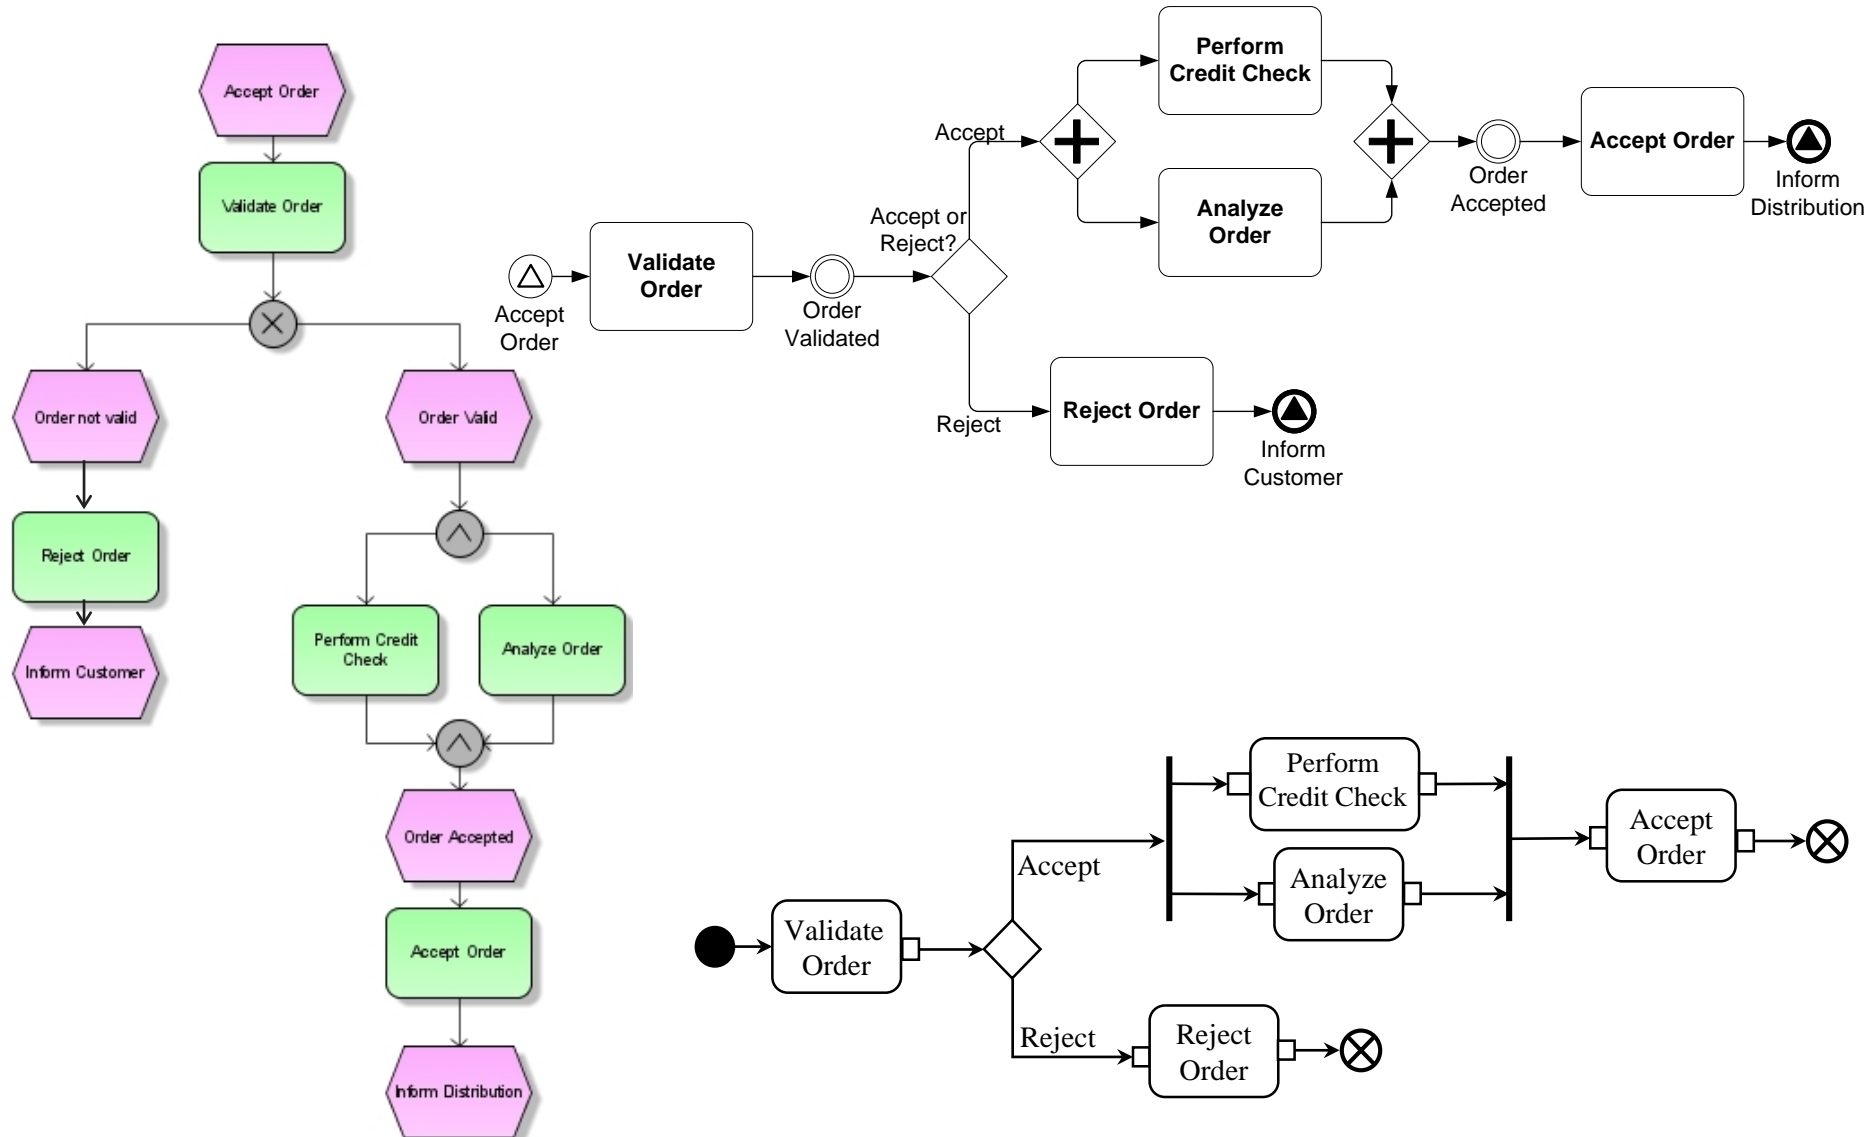 Accept Order
Validate Order
Order not valid
Order Valid
Reject Order
Perform Credit
Check
Analyze Order
Inform Customer
Order Accepted
Accept Order
Inform Distribution
Accept
Order
Validate
Order
Order
Validated
Accept or
Reject?
Accept
Reject
Perform
Credit Check
Analyze
Order
Order
Accepted
Accept Order
Inform
Distribution
Reject Order
Inform
Customer
Validate
Order
Accept
Reject
Perform
Credit Check
Analyze
Order
Accept
Order
Reject
Order